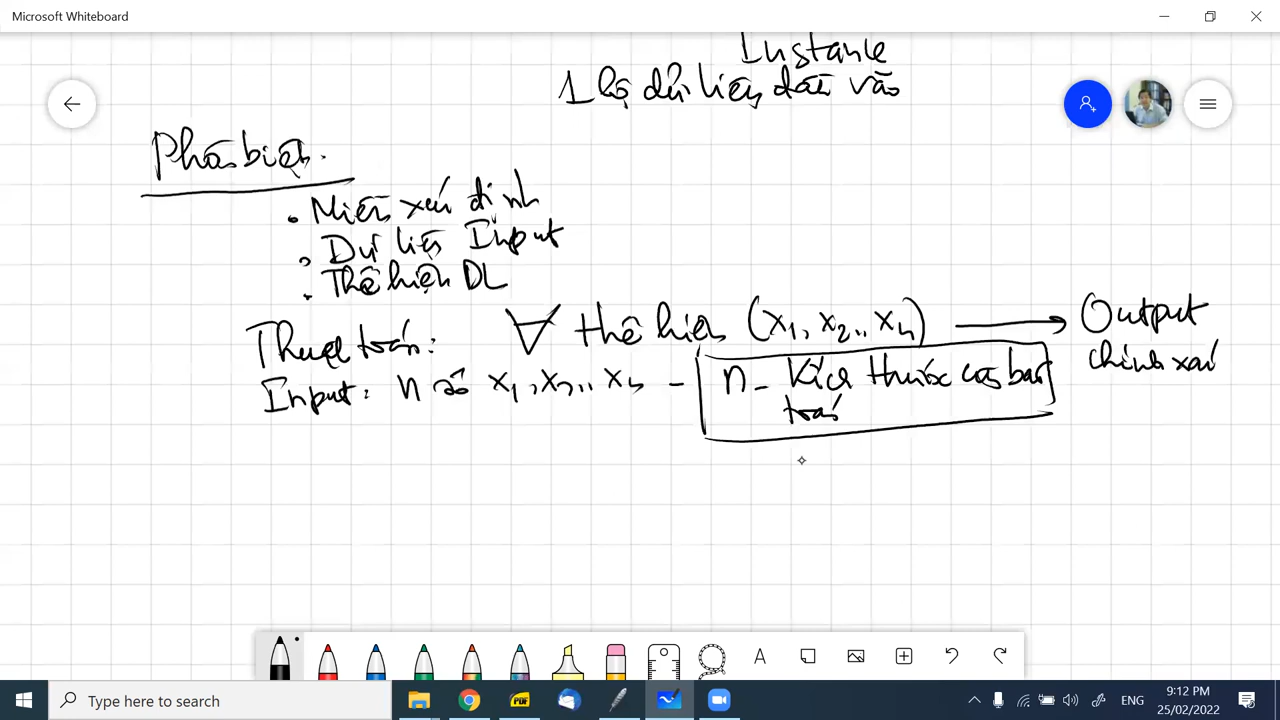 Microsoft Whiteboard
Instance
1 bộ dữ liệu đầu vào
Phân biệt.
• Miền xác định
• Dữ liệu Input
• Thể hiện DL
Thuật toán: ∀ thể hiện (x₁, x₂.. xₙ) → Output
chính xác
Input: n số x₁, x₂,.. xₙ – n – Kích thước của bài
toán
Type here to search
ENG
9:12 PM
25/02/2022